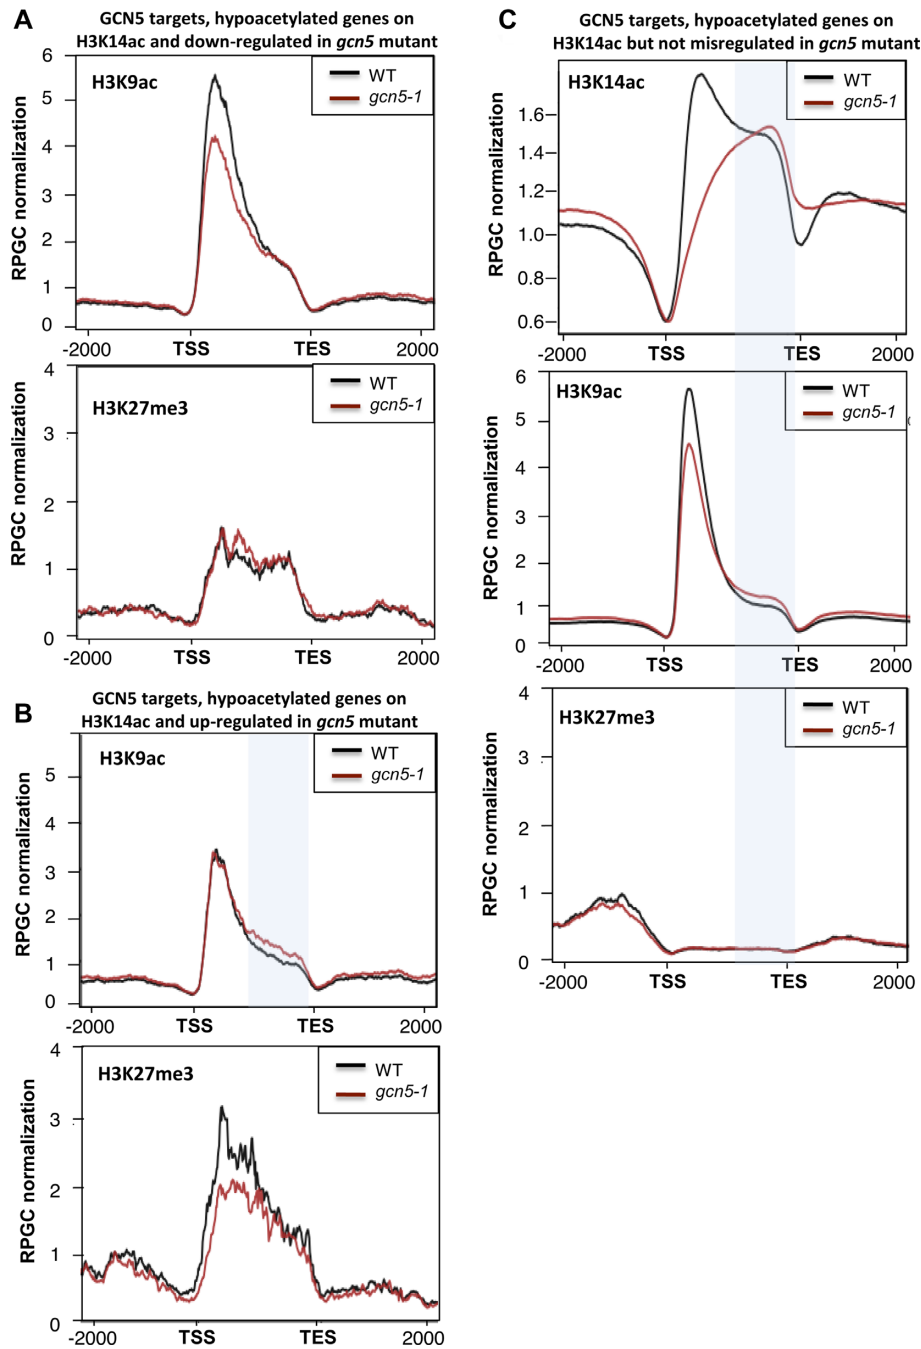 A
GCN5 targets, hypoacetylated genes on
H3K14ac and down-regulated in gcn5 mutant
H3K9ac
WT
gcn5-1
RPGC normalization
6
5
4
3
2
1
0
-2000
TSS
TES
2000
H3K27me3
WT
gcn5-1
RPGC normalization
4
3
2
1
0
-2000
TSS
TES
2000
B
GCN5 targets, hypoacetylated genes on
H3K14ac and up-regulated in gcn5 mutant
H3K9ac
WT
gcn5-1
RPGC normalization
5
4
3
2
1
0
-2000
TSS
TES
2000
H3K27me3
WT
gcn5-1
RPGC normalization
4
3
2
1
0
-2000
TSS
TES
2000
C
GCN5 targets, hypoacetylated genes on
H3K14ac but not misregulated in gcn5 mutant
H3K14ac
WT
gcn5-1
RPGC normalization
1.6
1.4
1.2
1.0
0.8
0.6
-2000
TSS
TES
2000
H3K9ac
WT
gcn5-1
RPGC normalization
6
5
4
3
2
1
0
-2000
TSS
TES
2000
H3K27me3
WT
gcn5-1
RPGC normalization
4
3
2
1
0
-2000
TSS
TES
2000